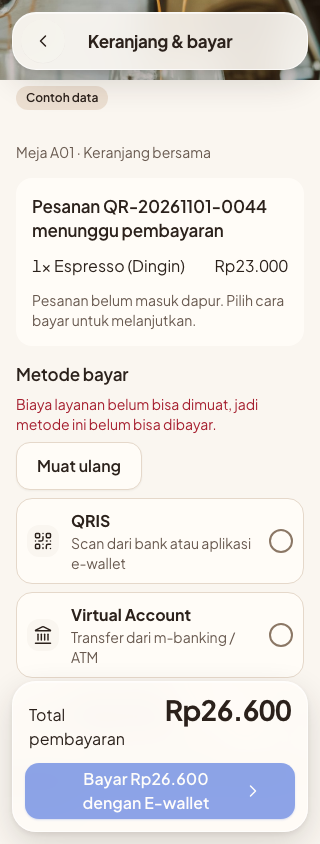 Keranjang & bayar
Contoh data
Meja A01 · Keranjang bersama
Pesanan QR-20261101-0044
menunggu pembayaran
1× Espresso (Dingin) Rp23.000
Pesanan belum masuk dapur. Pilih cara
bayar untuk melanjutkan.
Metode bayar
Biaya layanan belum bisa dimuat, jadi
metode ini belum bisa dibayar.
Muat ulang
QRIS
Scan dari bank atau aplikasi
e-wallet
Virtual Account
Transfer dari m-banking /
ATM
Total
pembayaran
Rp26.600
Bayar Rp26.600
dengan E-wallet